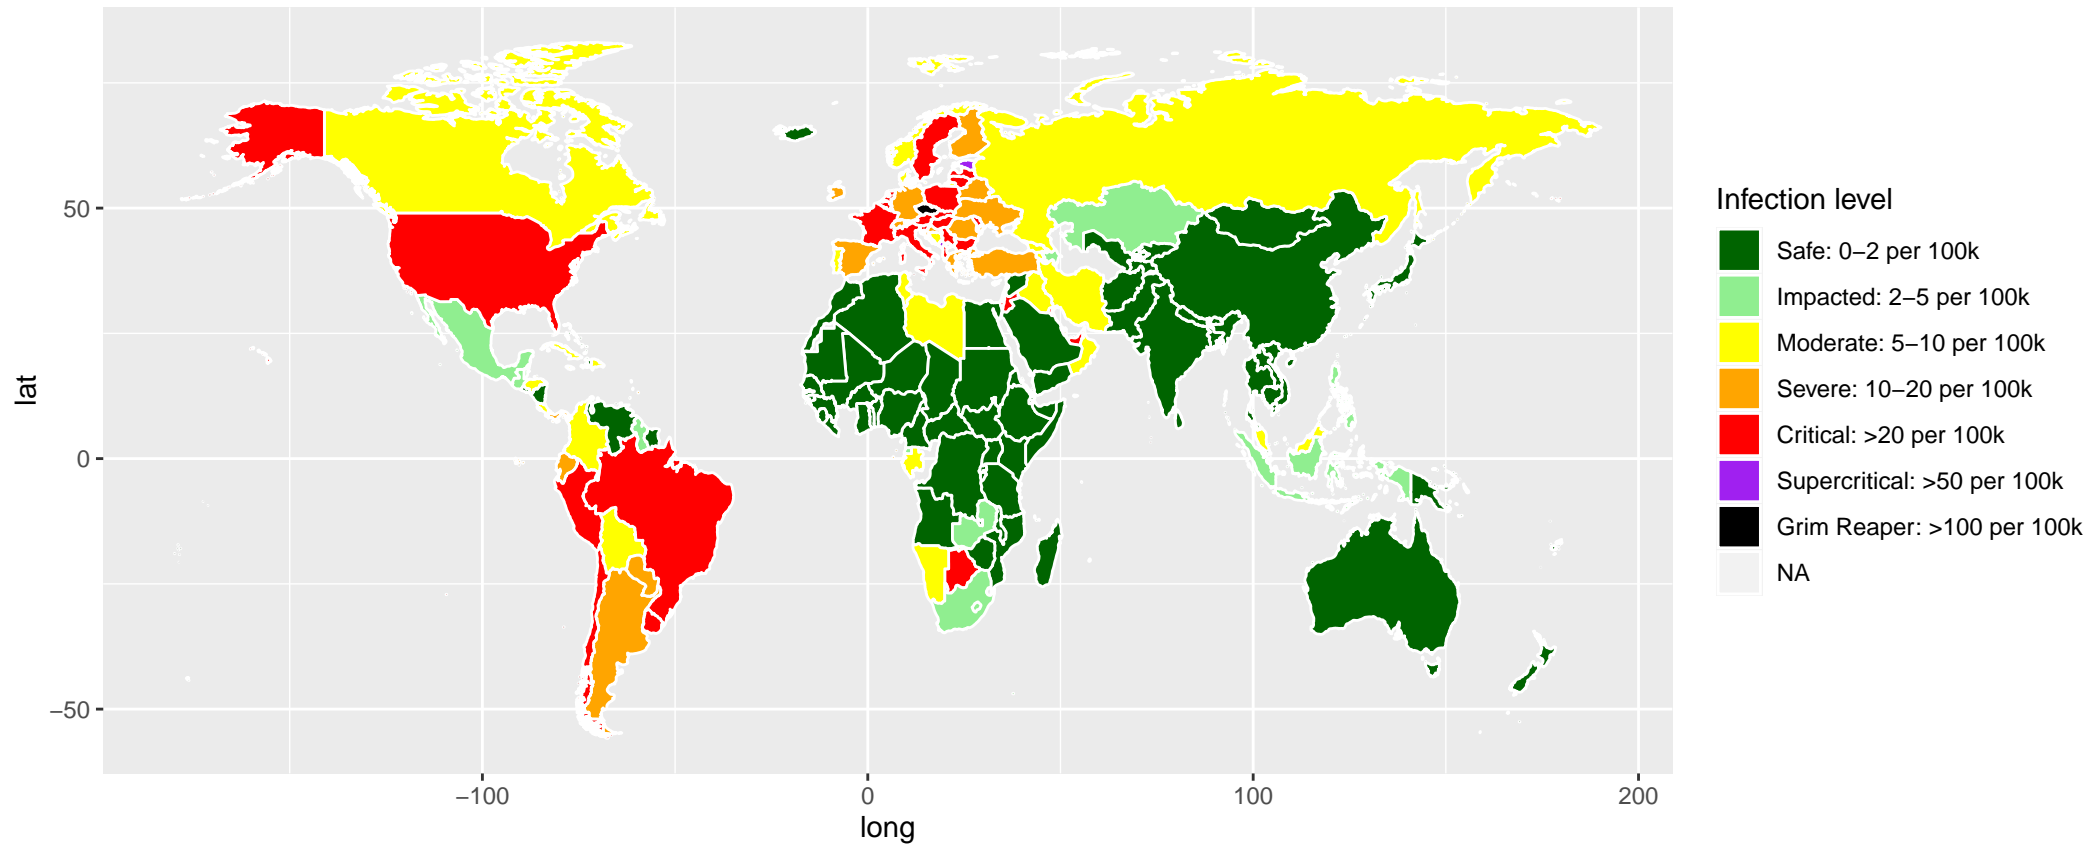 50
0
−50
lat
−100
0
100
200
long
Infection level
Safe: 0−2 per 100k
Impacted: 2−5 per 100k
Moderate: 5−10 per 100k
Severe: 10−20 per 100k
Critical: >20 per 100k
Supercritical: >50 per 100k
Grim Reaper: >100 per 100k
NA